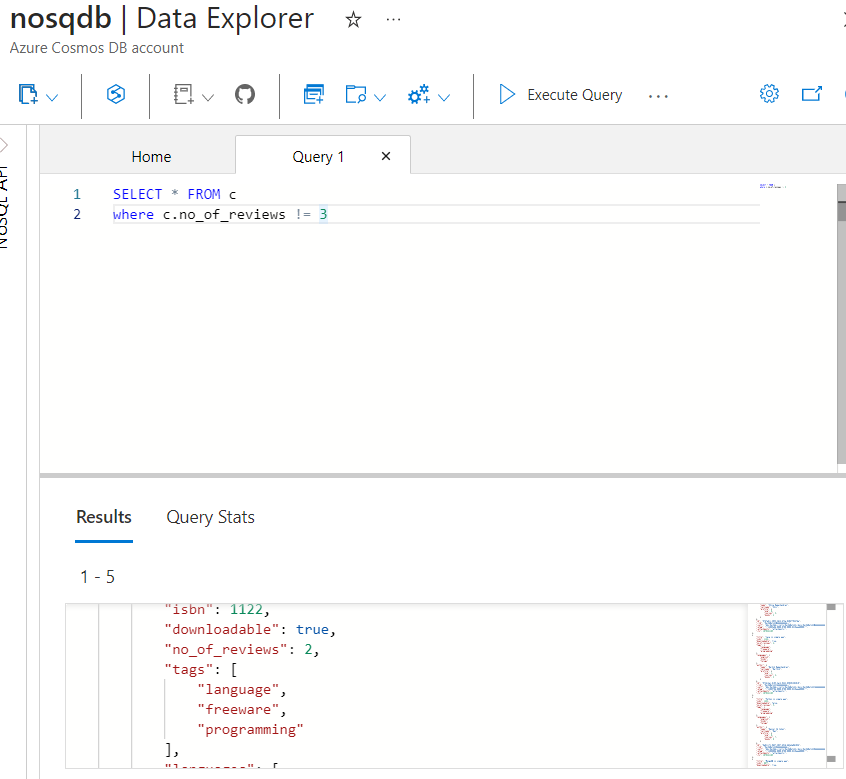 nosqdb | Data Explorer
Azure Cosmos DB account
Execute Query
NoSQL API
Home
Query 1
1 SELECT * FROM c
2 where c.no_of_reviews != 3
Results
Query Stats
1 - 5
"isbn": 1122,
"downloadable": true,
"no_of_reviews": 2,
"tags": [
"language",
"freeware",
"programming"
],
"languages": [